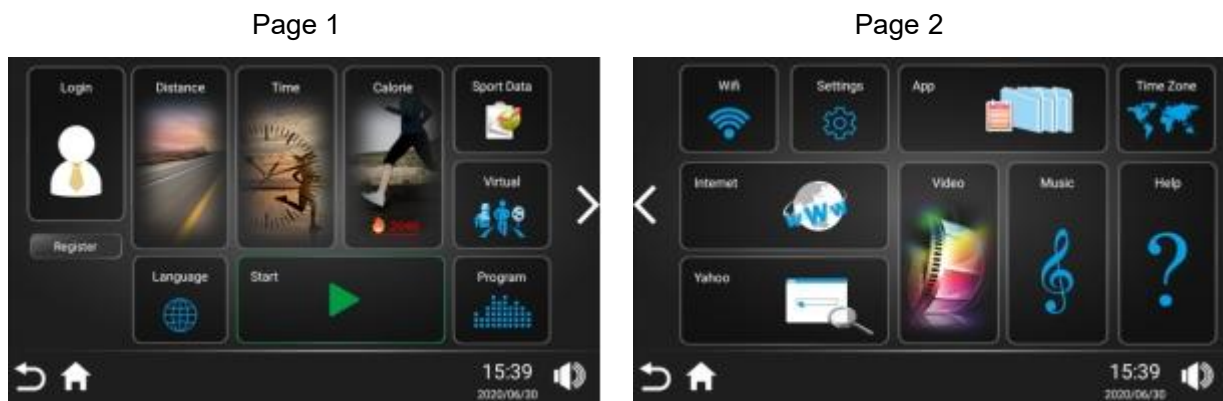 Page 1
Page 2
Login
Distance
Time
Calorie
Sport Data
Virtual
Register
Language
Start
Program
15:39
2020/06/30
Wifi
Settings
App
Time Zone
Internet
www
Video
Music
Help
Yahoo
15:39
2020/06/30